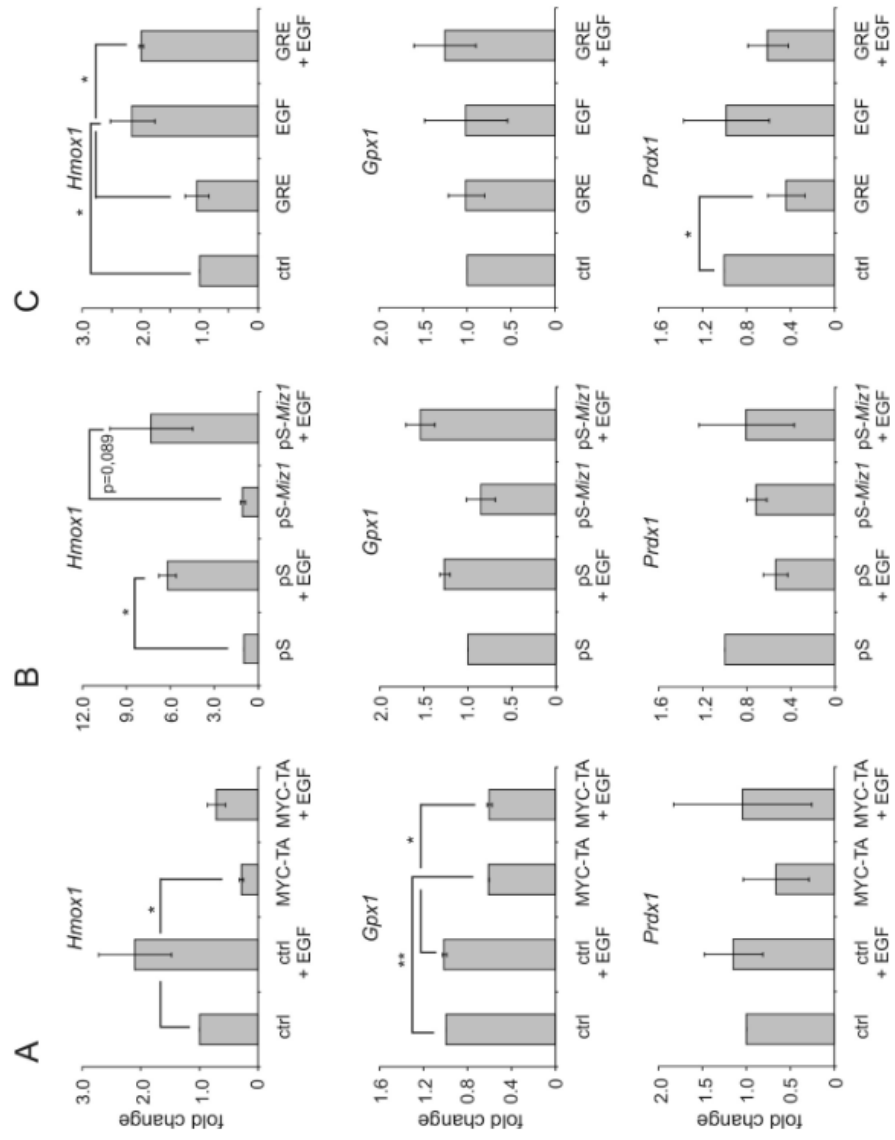 A
Hmox1
fold change
3.0
2.0
1.0
0
*
ctrl
ctrl
+ EGF
MYC-TA
MYC-TA
+ EGF
Gpx1
fold change
1.6
1.2
0.8
0.4
0
**
*
ctrl
ctrl
+ EGF
MYC-TA
MYC-TA
+ EGF
Prdx1
fold change
2.0
1.5
1.0
0.5
0
ctrl
ctrl
+ EGF
MYC-TA
MYC-TA
+ EGF
B
Hmox1
12.0
9.0
6.0
3.0
0
*
p=0,089
pS
pS
+ EGF
pS-Miz1
pS-Miz1
+ EGF
Gpx1
2.0
1.5
1.0
0.5
0
pS
pS
+ EGF
pS-Miz1
pS-Miz1
+ EGF
Prdx1
1.6
1.2
0.8
0.4
0
pS
pS
+ EGF
pS-Miz1
pS-Miz1
+ EGF
C
Hmox1
3.0
2.0
1.0
0
*
*
ctrl
GRE
EGF
GRE
+ EGF
Gpx1
2.0
1.5
1.0
0.5
0
ctrl
GRE
EGF
GRE
+ EGF
Prdx1
1.6
1.2
0.8
0.4
0
*
ctrl
GRE
EGF
GRE
+ EGF